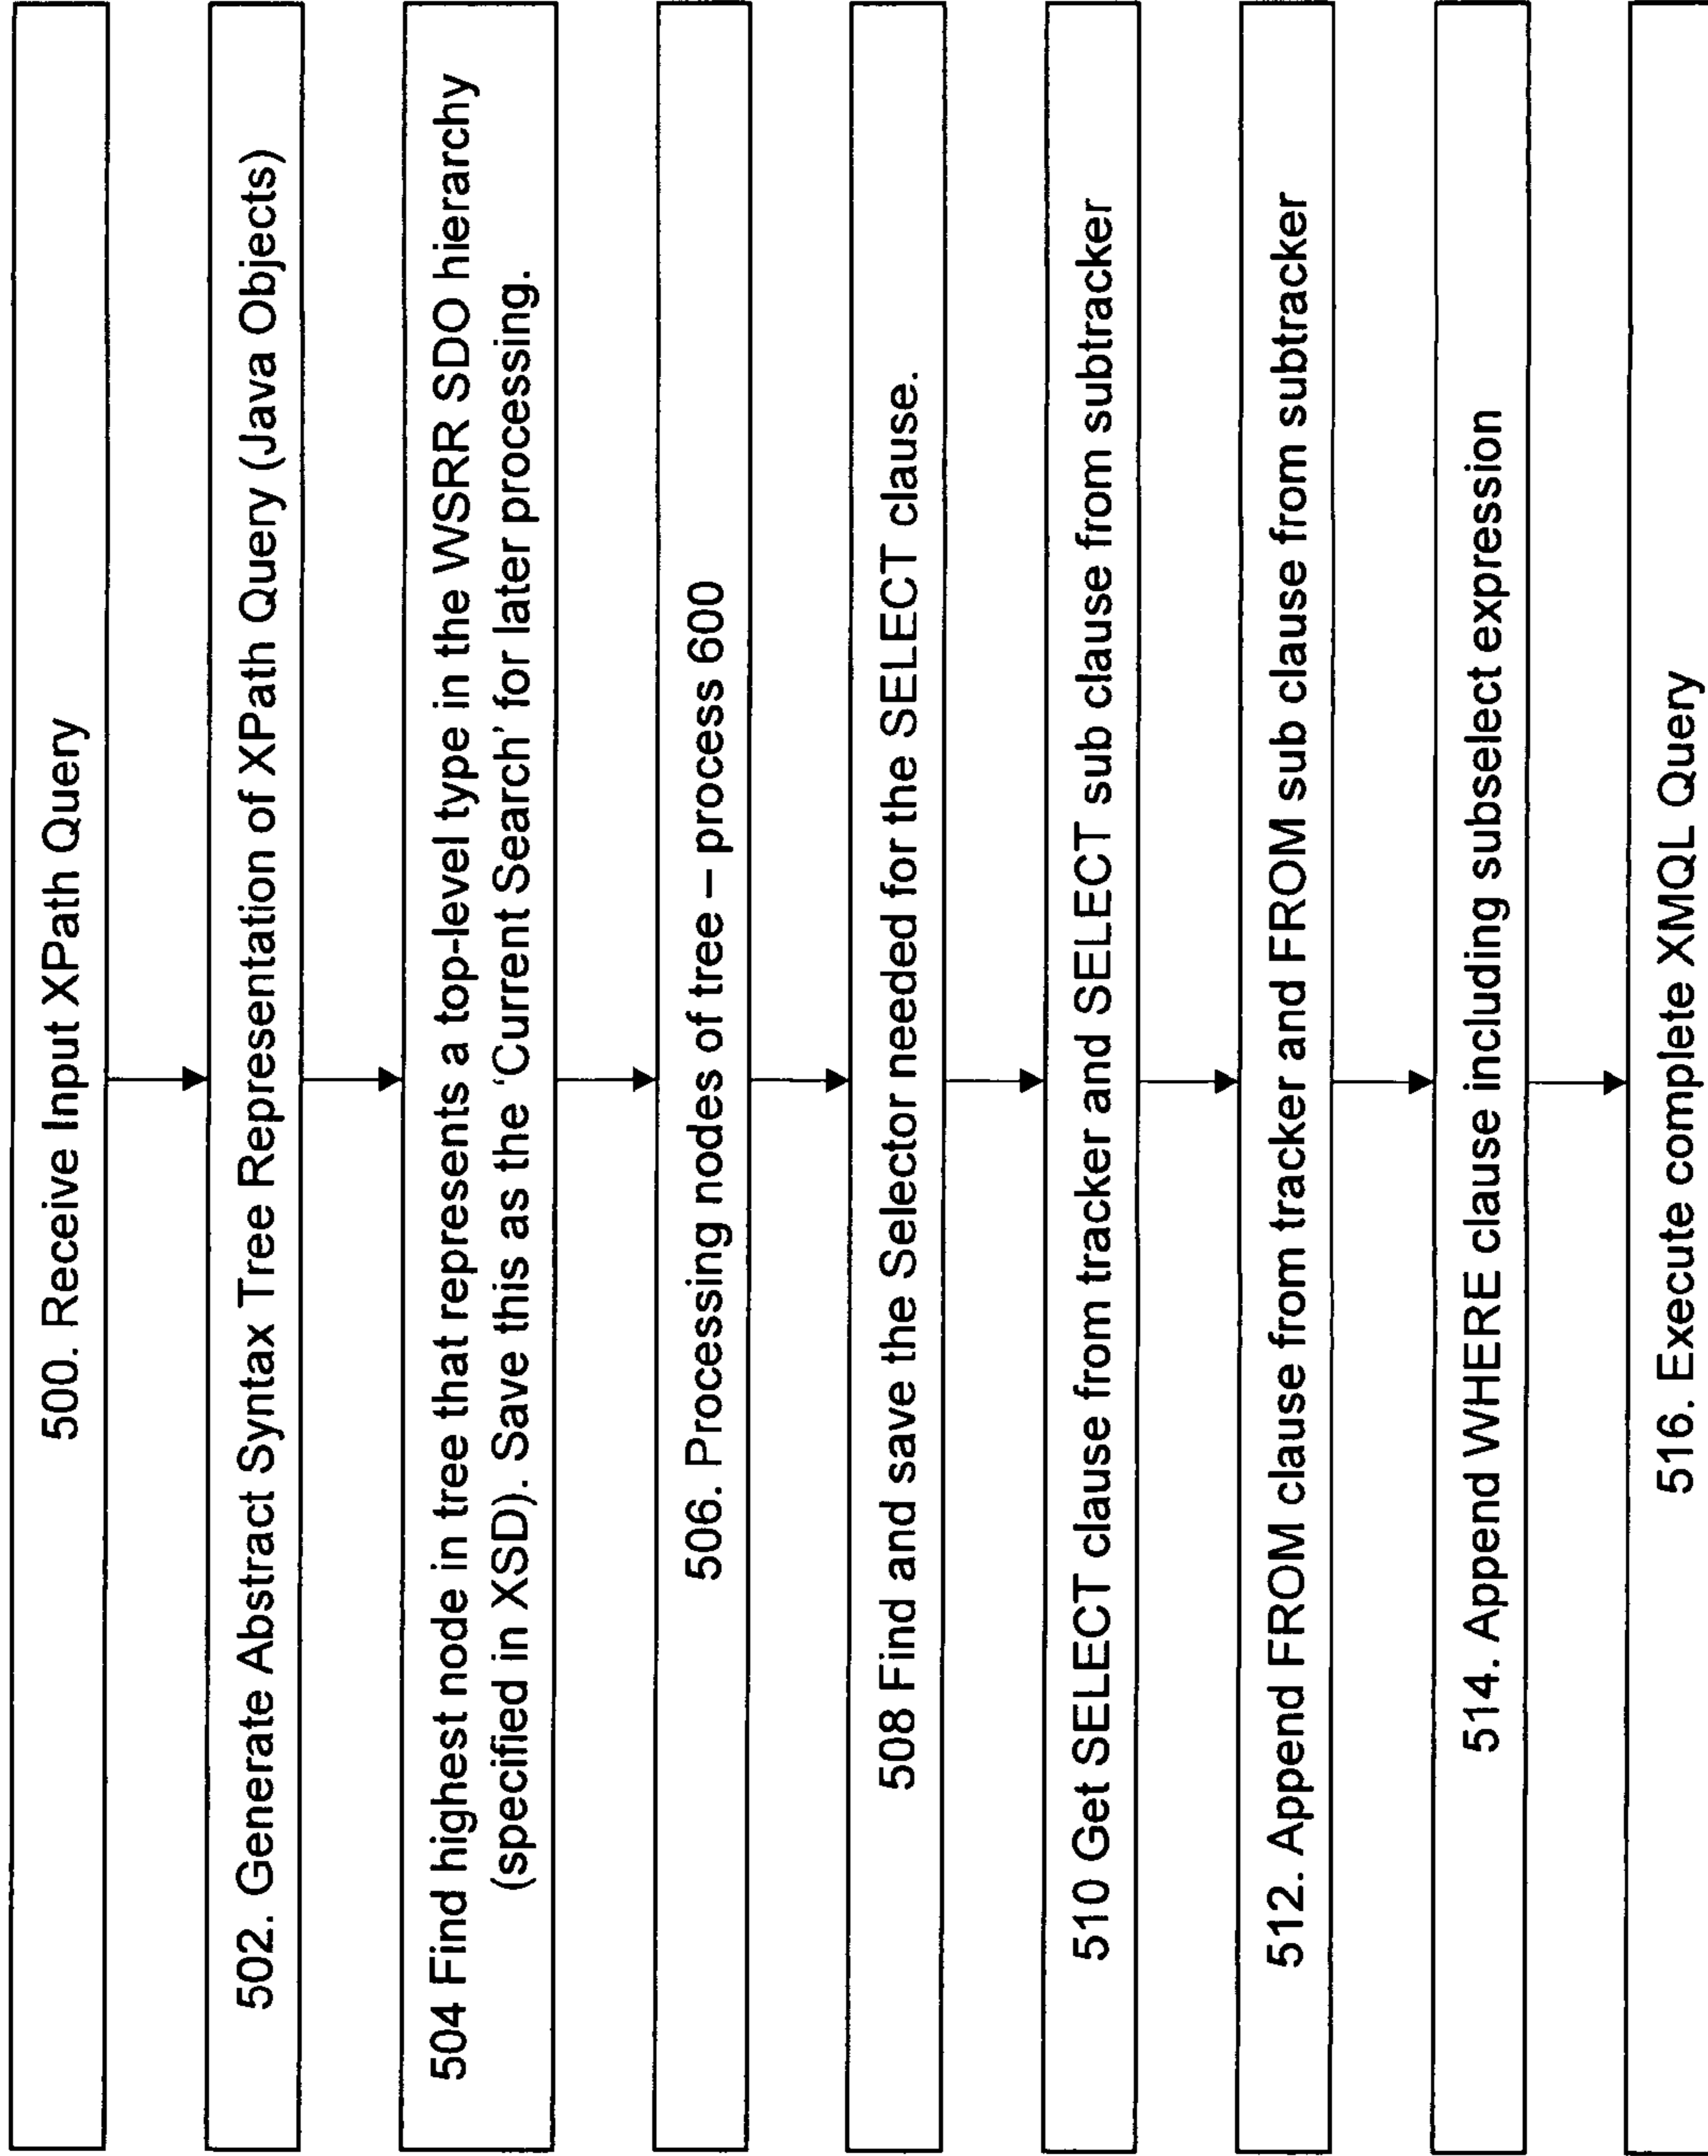 500. Receive Input XPath Query
502. Generate Abstract Syntax Tree Representation of XPath Query (Java Objects)
504 Find highest node in tree that represents a top-level type in the WSRR SDO hierarchy
(specified in XSD). Save this as the ‘Current Search’ for later processing.
506. Processing nodes of tree – process 600
508 Find and save the Selector needed for the SELECT clause.
510 Get SELECT clause from tracker and SELECT sub clause from subtracker
512. Append FROM clause from tracker and FROM sub clause from subtracker
514. Append WHERE clause including subselect expression
516. Execute complete XMQL Query